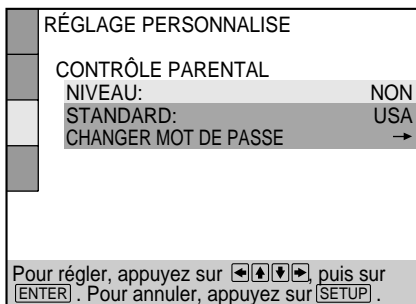 RÉGLAGE PERSONNALISE
CONTRÔLE PARENTAL
NIVEAU: NON
STANDARD: USA
CHANGER MOT DE PASSE →
Pour régler, appuyez sur ←↑↓→, puis sur
ENTER . Pour annuler, appuyez sur SETUP .